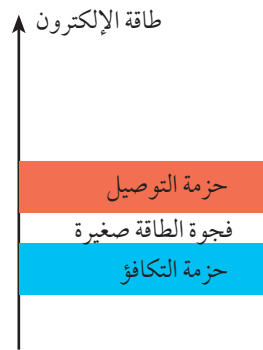 طاقة الإلكترون
حزمة التوصيل
فجوة الطاقة صغيرة
حزمة التكافؤ